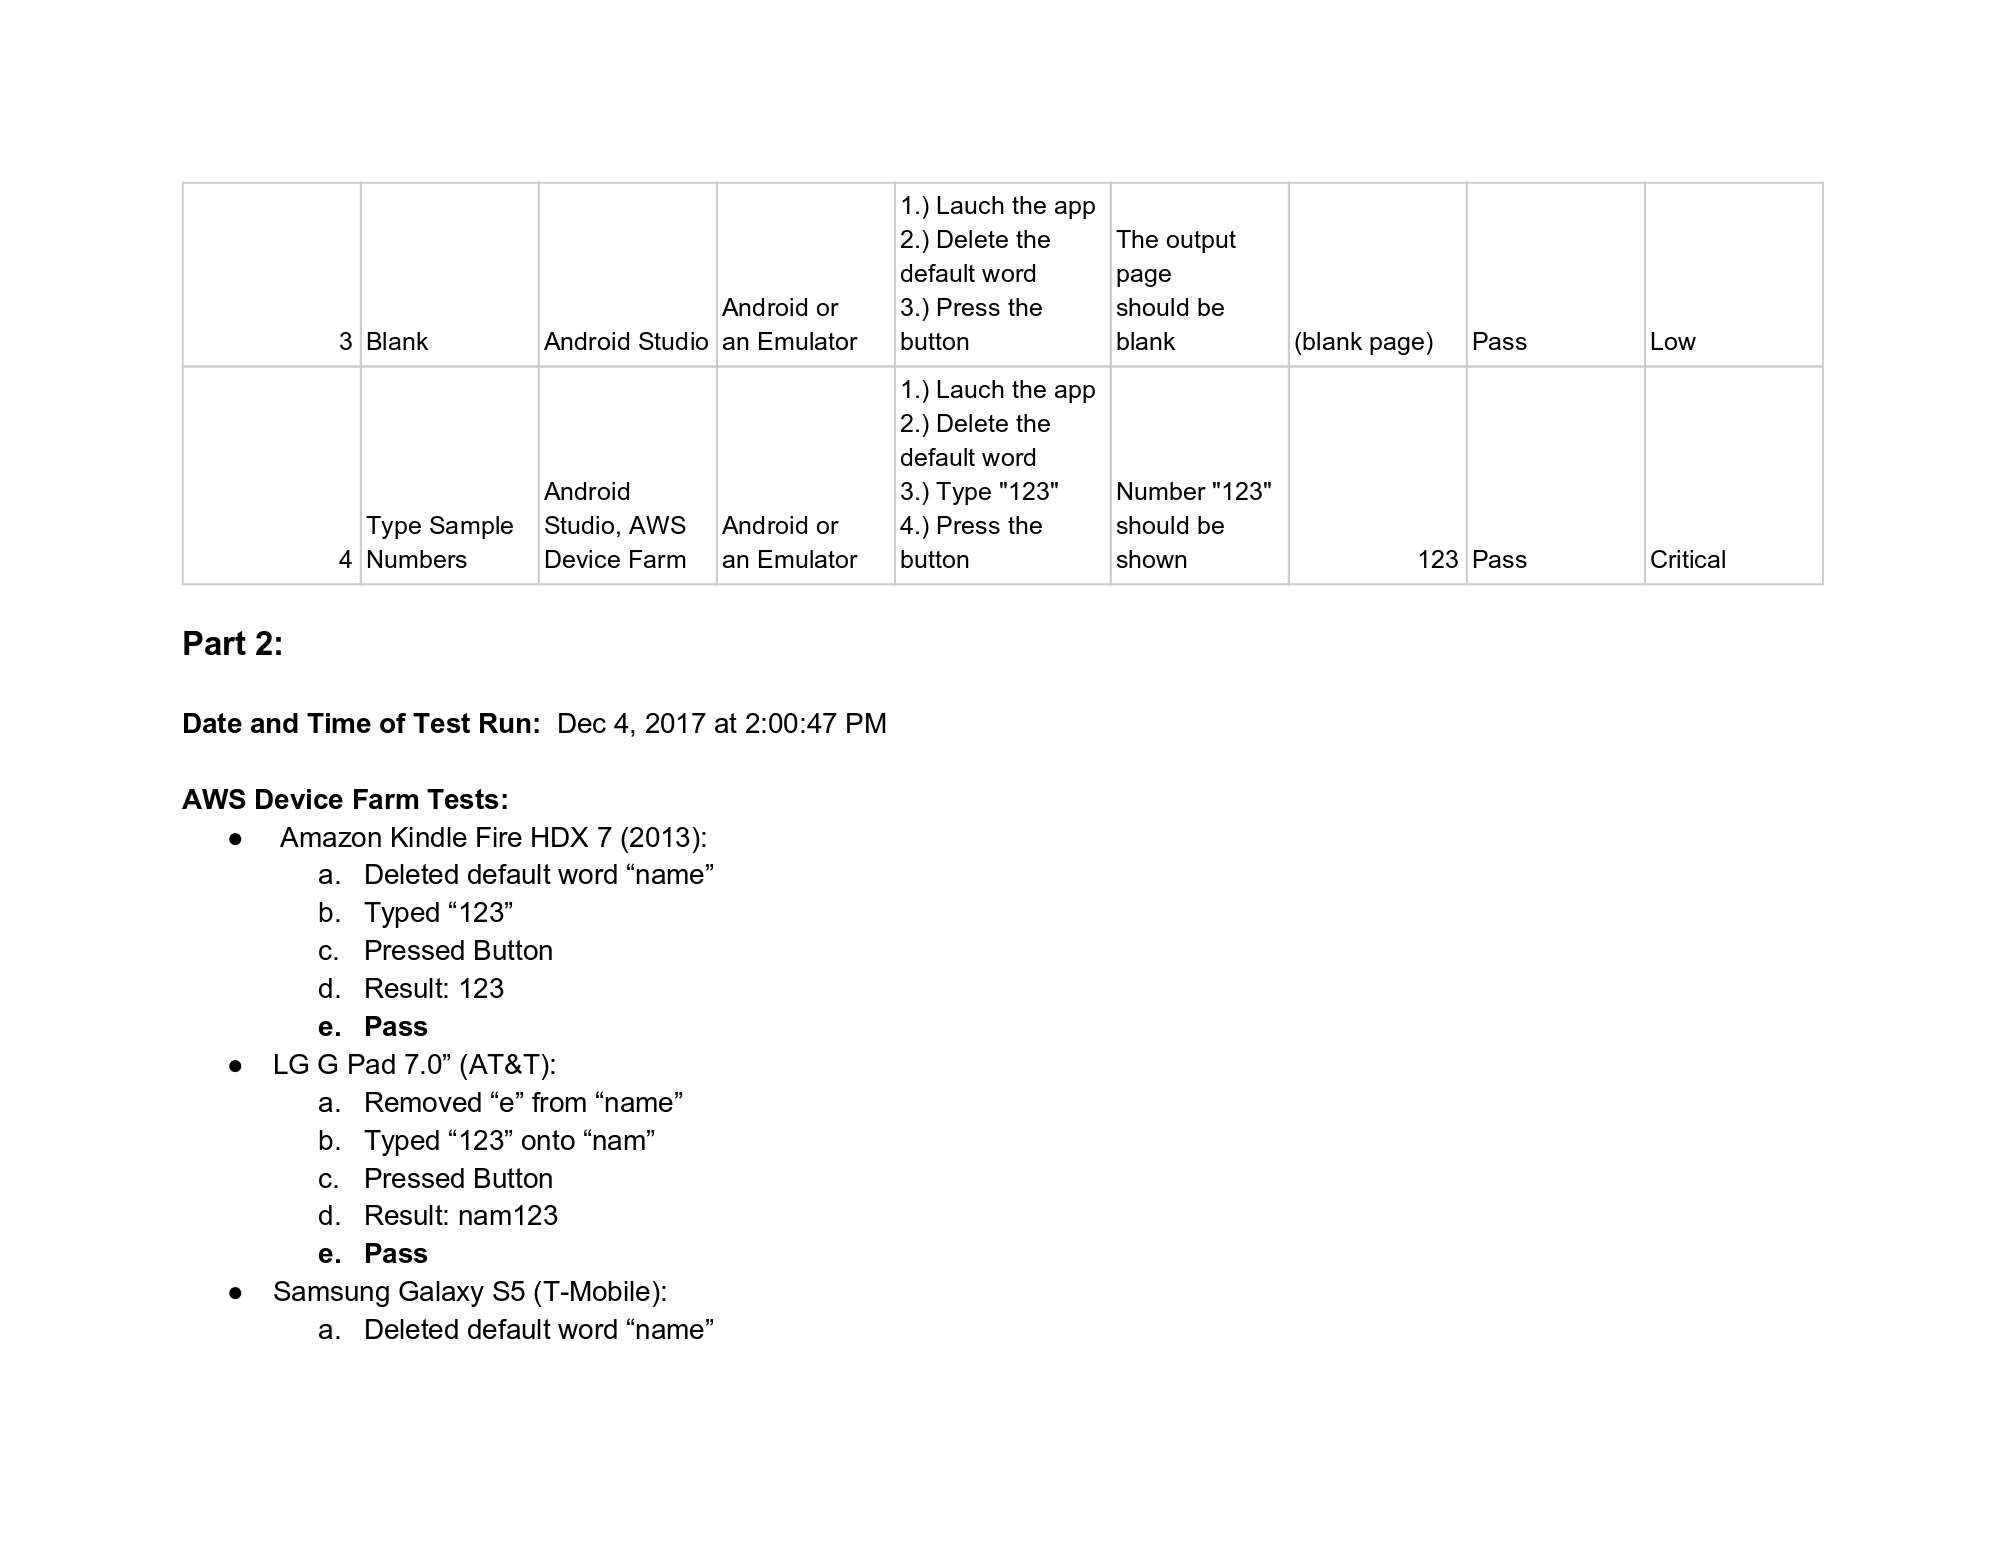 3 Blank Android Studio Android or an Emulator 1.) Lauch the app 2.) Delete the default word 3.) Press the button The output page should be blank (blank page) Pass Low
4 Type Sample Numbers Android Studio, AWS Device Farm Android or an Emulator 1.) Lauch the app 2.) Delete the default word 3.) Type "123" 4.) Press the button Number "123" should be shown 123 Pass Critical
Part 2:
Date and Time of Test Run: Dec 4, 2017 at 2:00:47 PM
AWS Device Farm Tests:
● Amazon Kindle Fire HDX 7 (2013):
a. Deleted default word “name”
b. Typed “123”
c. Pressed Button
d. Result: 123
e. Pass
● LG G Pad 7.0” (AT&T):
a. Removed “e” from “name”
b. Typed “123” onto “nam”
c. Pressed Button
d. Result: nam123
e. Pass
● Samsung Galaxy S5 (T-Mobile):
a. Deleted default word “name”